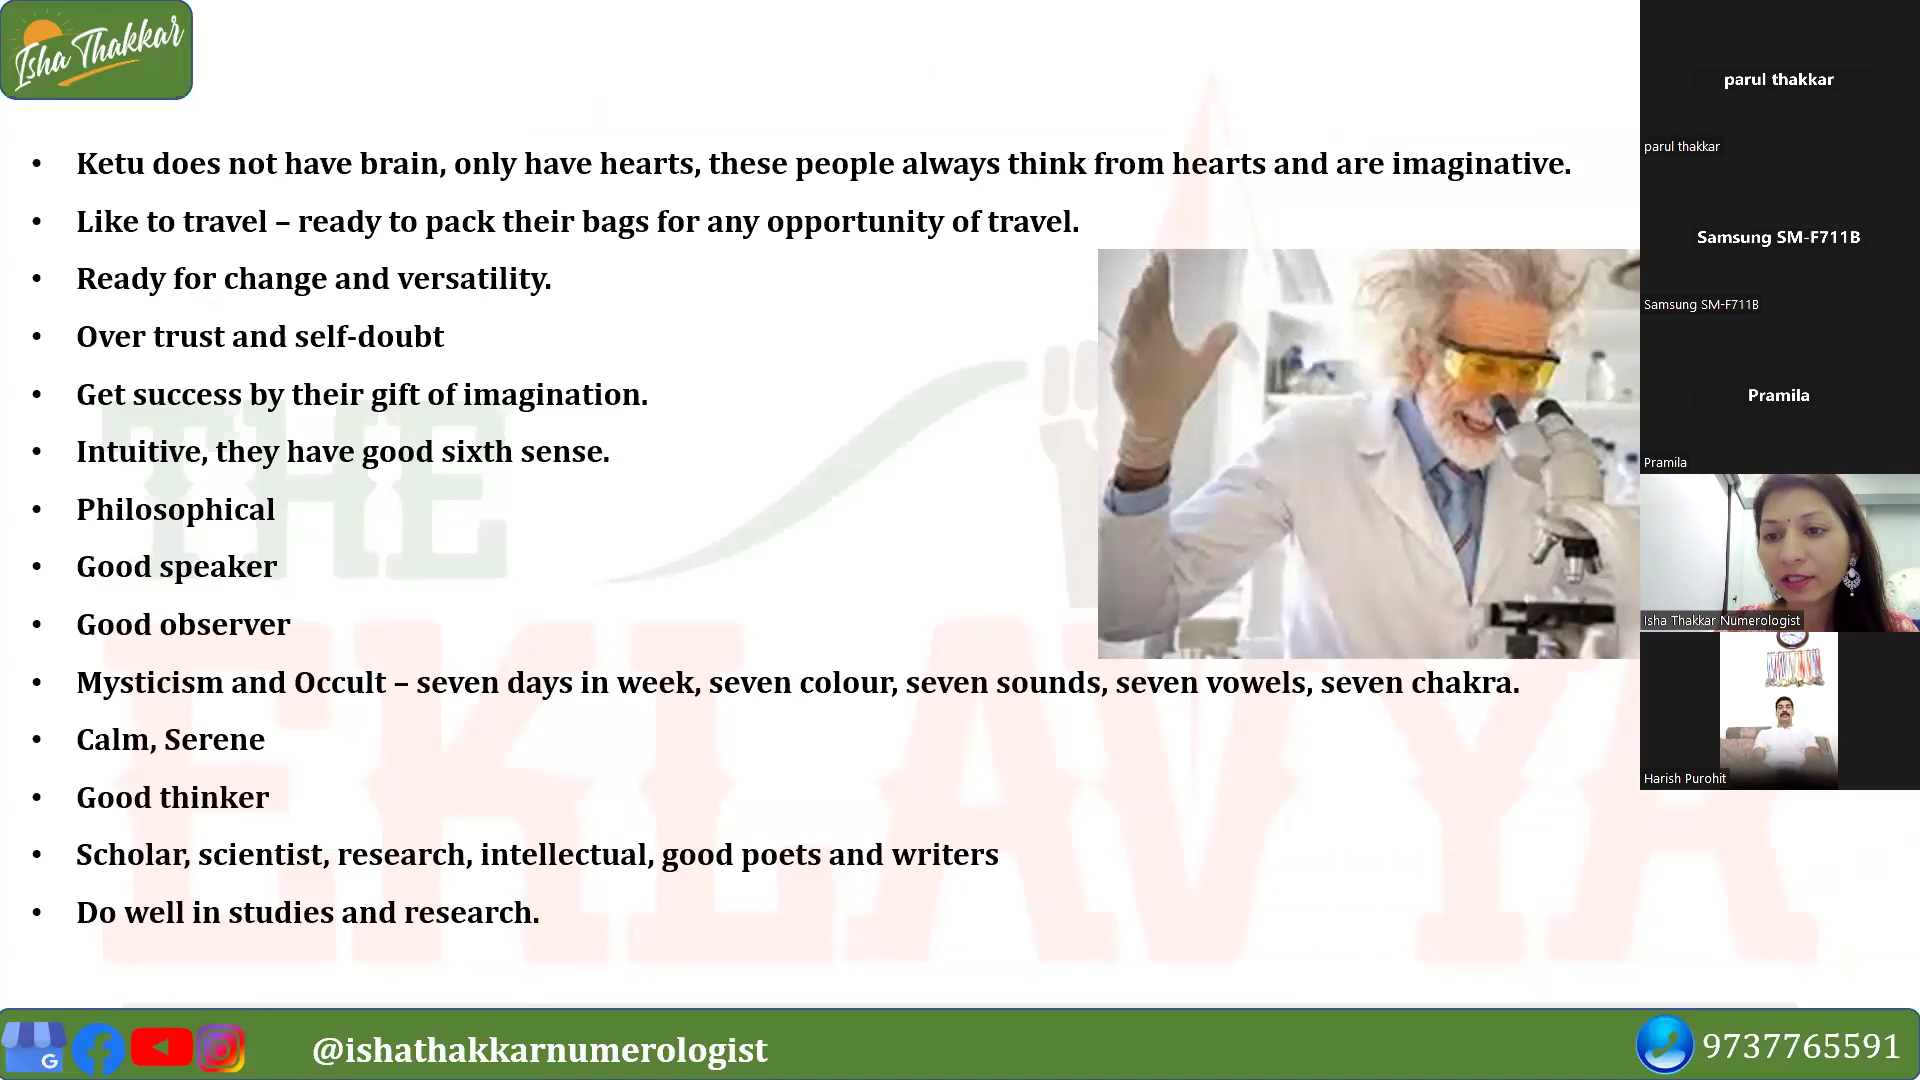 Isha Thakkar
• Ketu does not have brain, only have hearts, these people always think from hearts and are imaginative.
• Like to travel – ready to pack their bags for any opportunity of travel.
• Ready for change and versatility.
• Over trust and self-doubt
• Get success by their gift of imagination.
• Intuitive, they have good sixth sense.
• Philosophical
• Good speaker
• Good observer
• Mysticism and Occult – seven days in week, seven colour, seven sounds, seven vowels, seven chakra.
• Calm, Serene
• Good thinker
• Scholar, scientist, research, intellectual, good poets and writers
• Do well in studies and research.
THE
EKLAVYA
G
@ishathakkarnumerologist
9737765591
parul thakkar
parul thakkar
Samsung SM-F711B
Samsung SM-F711B
Pramila
Pramila
Isha Thakkar Numerologist
Harish Purohit